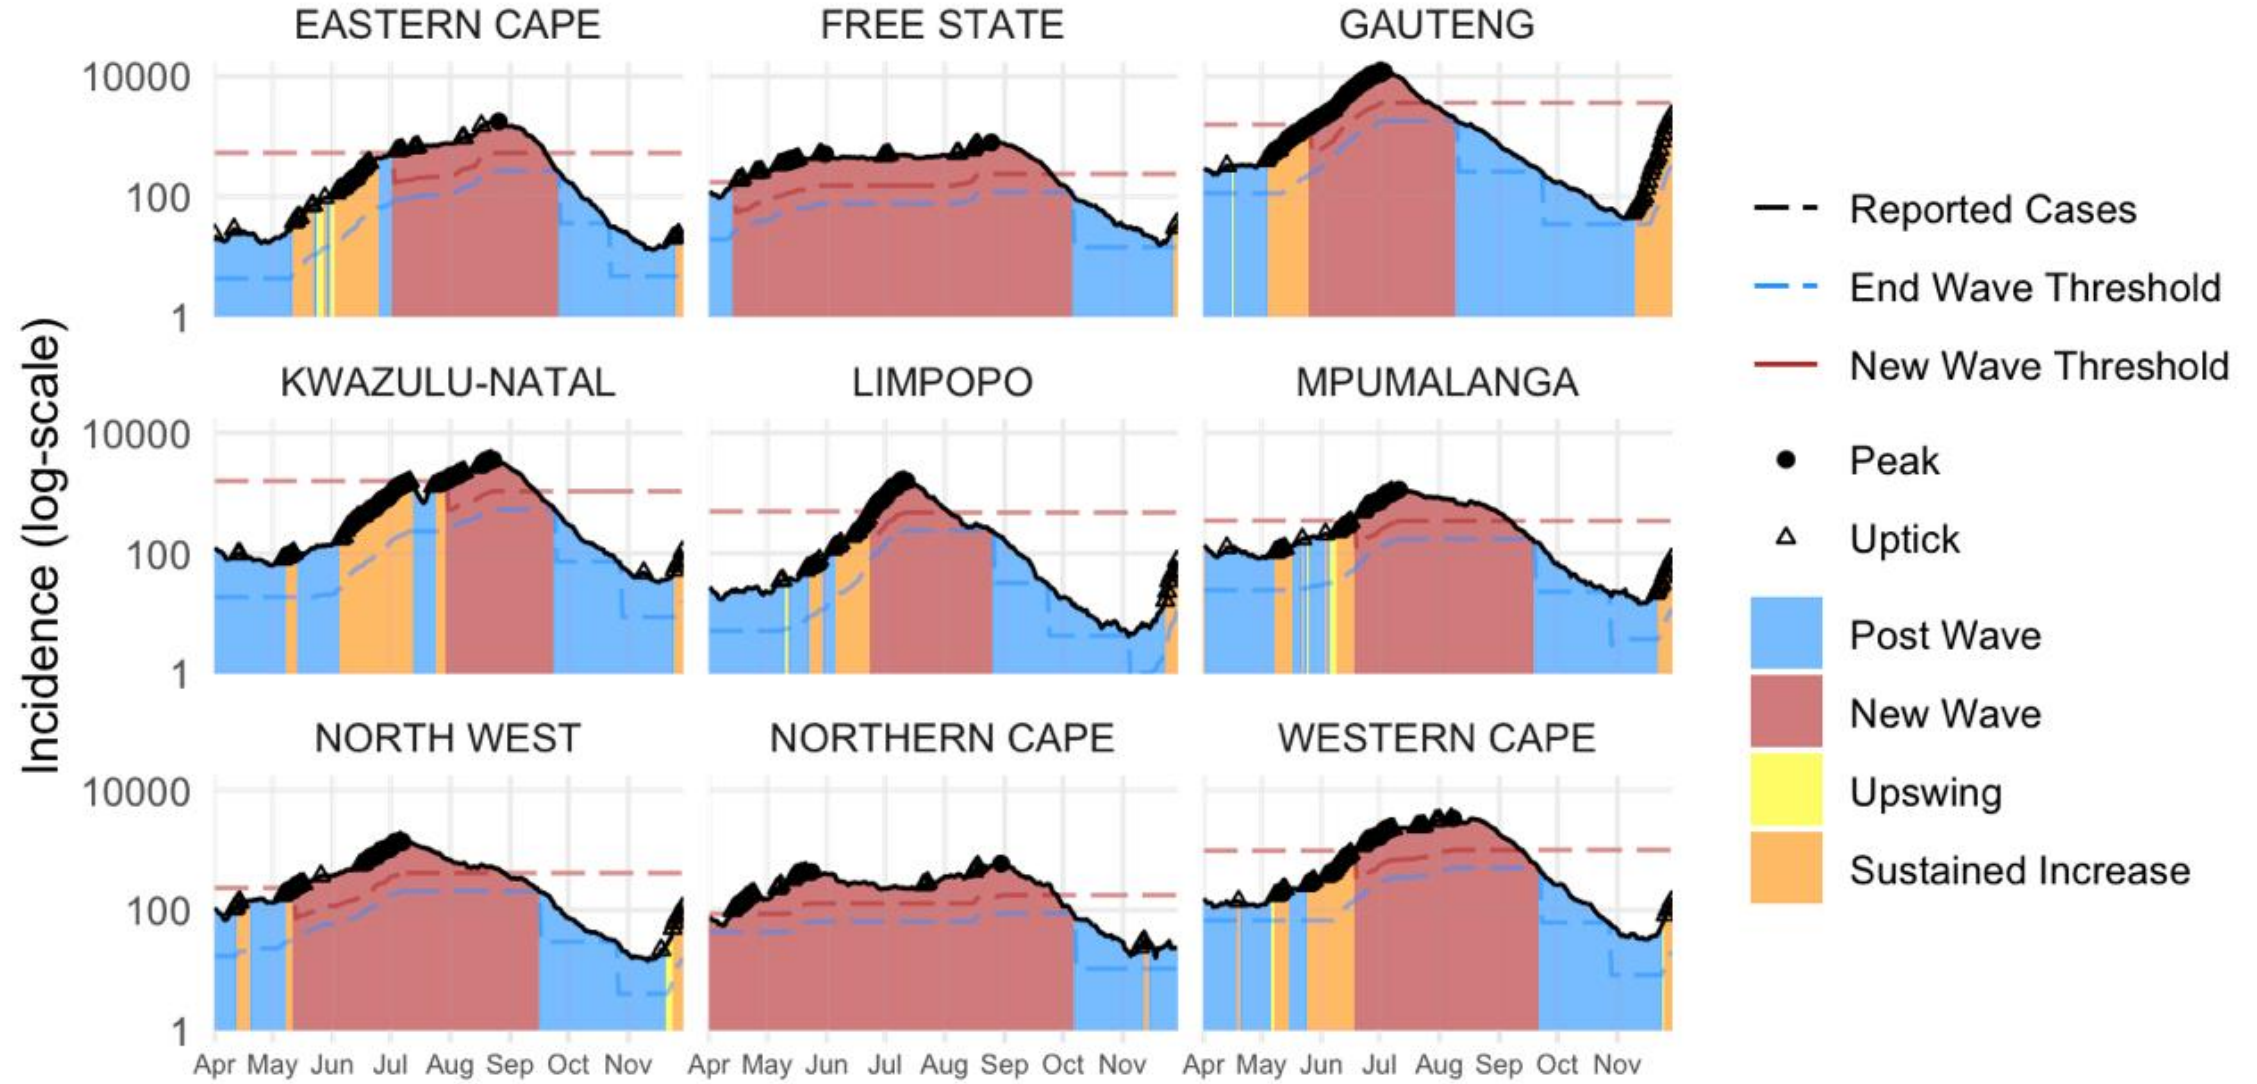 EASTERN CAPE FREE STATE GAUTENG
10000
100
1
KWAZULU-NATAL LIMPOPO MPUMALANGA
10000
100
1
NORTH WEST NORTHERN CAPE WESTERN CAPE
10000
100
1
Apr May Jun Jul Aug Sep Oct Nov Apr May Jun Jul Aug Sep Oct Nov Apr May Jun Jul Aug Sep Oct Nov
Incidence (log-scale)
Reported Cases
End Wave Threshold
New Wave Threshold
Peak
Uptick
Post Wave
New Wave
Upswing
Sustained Increase